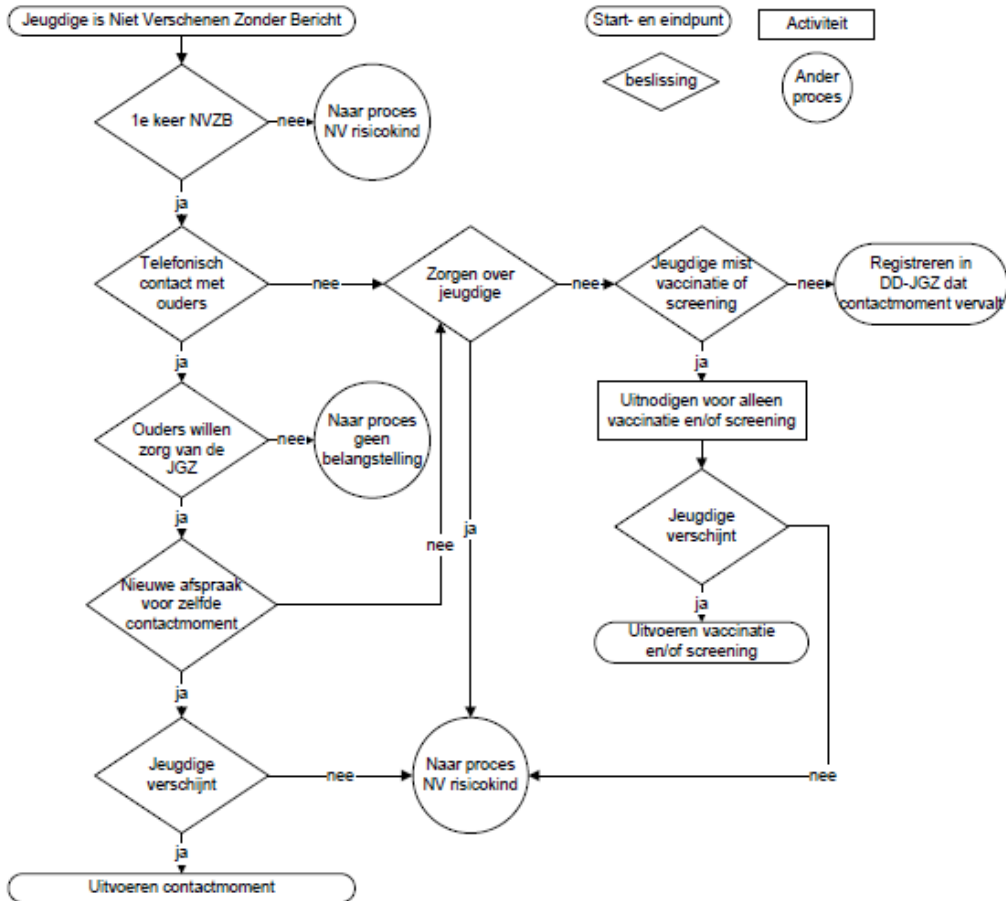 Jeugdige is Niet Verschenen Zonder Bericht
Start- en eindpunt
Activiteit
beslissing
Ander
proces
1e keer NVZB
nee
Naar proces
NV risicokind
ja
Telefonisch
contact met
ouders
nee
Zorgen over
jeugdige
nee
Jeugdige mist
vaccinatie of
screening
nee
Registreren in
DD-JGZ dat
contactmoment vervalt
ja
ja
Uitnodigen voor alleen
vaccinatie en/of screening
Ouders willen
zorg van de
JGZ
nee
Naar proces
geen
belangstelling
ja
nee
ja
Jeugdige
verschijnt
Nieuwe afspraak
voor zelfde
contactmoment
ja
Uitvoeren vaccinatie
en/of screening
ja
Jeugdige
verschijnt
nee
Naar proces
NV risicokind
nee
ja
Uitvoeren contactmoment